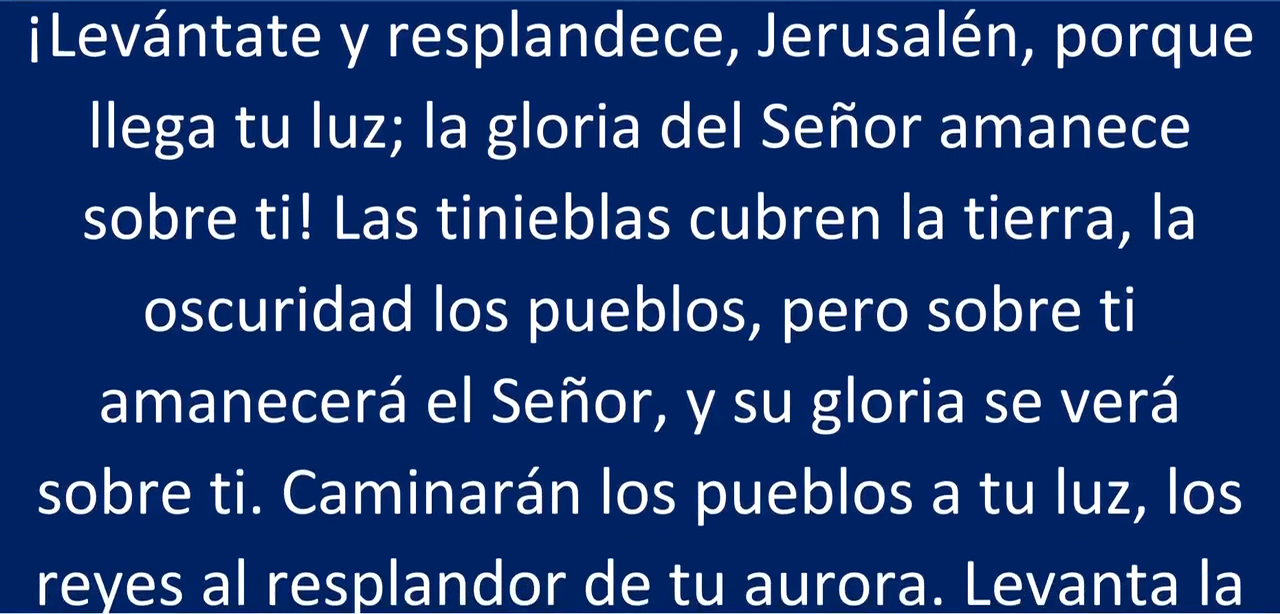 ¡Levántate y resplandece, Jerusalén, porque
llega tu luz; la gloria del Señor amanece
sobre ti! Las tinieblas cubren la tierra, la
oscuridad los pueblos, pero sobre ti
amanecerá el Señor, y su gloria se verá
sobre ti. Caminarán los pueblos a tu luz, los
reyes al resplandor de tu aurora. Levanta la